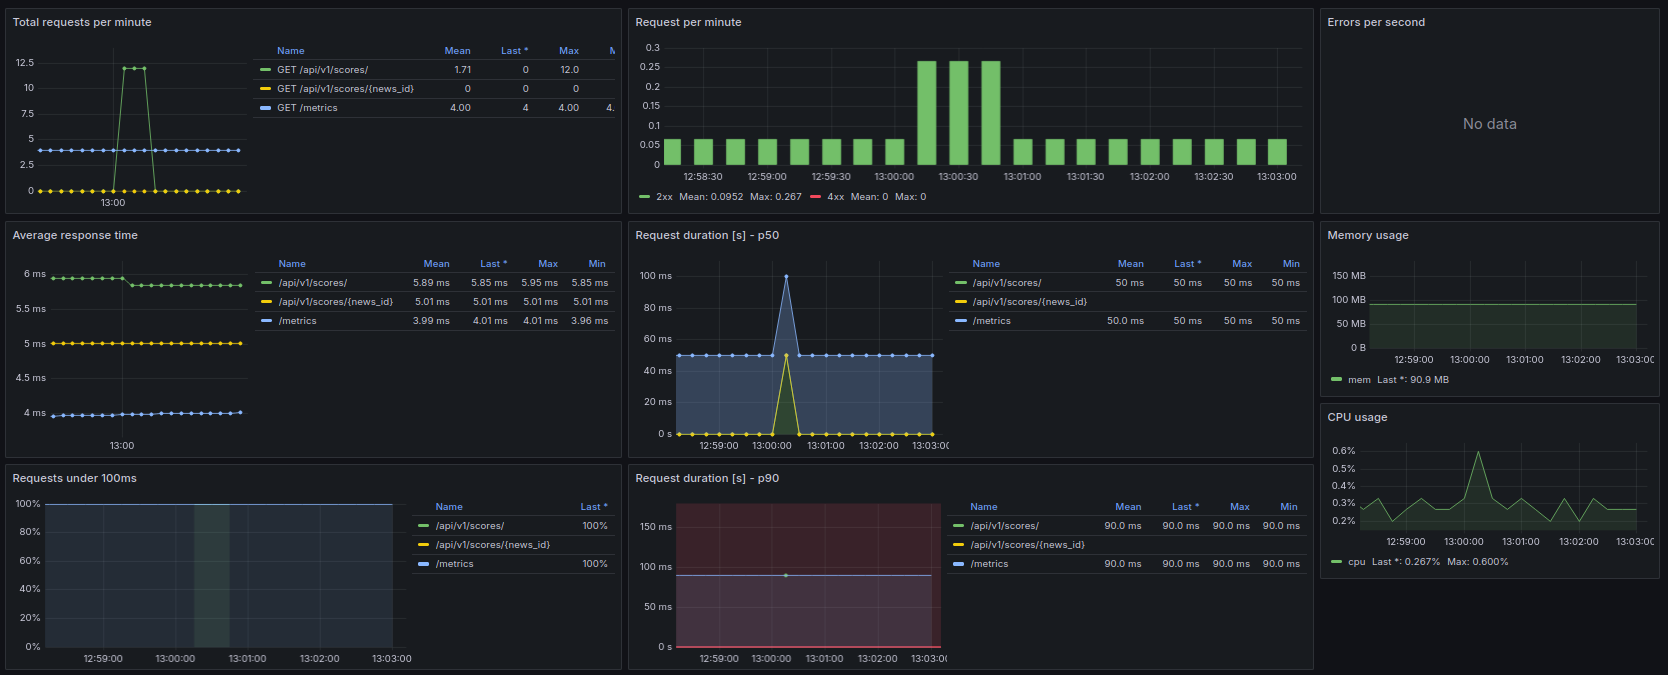 Total requests per minute
12.5
10
7.5
5
2.5
0
13:00
Name Mean Last * Max M
GET /api/v1/scores/ 1.71 0 12.0
GET /api/v1/scores/{news_id} 0 0 0
GET /metrics 4.00 4 4.00 4.
Request per minute
0.3
0.25
0.2
0.15
0.1
0.05
0
12:58:30 12:59:00 12:59:30 13:00:00 13:00:30 13:01:00 13:01:30 13:02:00 13:02:30 13:03:00
2xx Mean: 0.0952 Max: 0.267 4xx Mean: 0 Max: 0
Errors per second
No data
Average response time
6 ms
5.5 ms
5 ms
4.5 ms
4 ms
13:00
Name Mean Last * Max Min
/api/v1/scores/ 5.89 ms 5.85 ms 5.95 ms 5.85 ms
/api/v1/scores/{news_id} 5.01 ms 5.01 ms 5.01 ms 5.01 ms
/metrics 3.99 ms 4.01 ms 4.01 ms 3.96 ms
Request duration [s] - p50
100 ms
80 ms
60 ms
40 ms
20 ms
0 s
12:59:00 13:00:00 13:01:00 13:02:00 13:03:00
Name Mean Last * Max Min
/api/v1/scores/ 50 ms 50 ms 50 ms 50 ms
/api/v1/scores/{news_id}
/metrics 50.0 ms 50 ms 50 ms 50 ms
Memory usage
150 MB
100 MB
50 MB
0 B
12:59:00 13:00:00 13:01:00 13:02:00 13:03:00
mem Last *: 90.9 MB
CPU usage
0.6%
0.5%
0.4%
0.3%
0.2%
12:59:00 13:00:00 13:01:00 13:02:00 13:03:00
cpu Last *: 0.267% Max: 0.600%
Requests under 100ms
100%
80%
60%
40%
20%
0%
12:59:00 13:00:00 13:01:00 13:02:00 13:03:00
Name Last *
/api/v1/scores/ 100%
/api/v1/scores/{news_id}
/metrics 100%
Request duration [s] - p90
150 ms
100 ms
50 ms
0 s
12:59:00 13:00:00 13:01:00 13:02:00 13:03:00
Name Mean Last * Max Min
/api/v1/scores/ 90.0 ms 90.0 ms 90.0 ms 90.0 ms
/api/v1/scores/{news_id}
/metrics 90.0 ms 90.0 ms 90.0 ms 90.0 ms